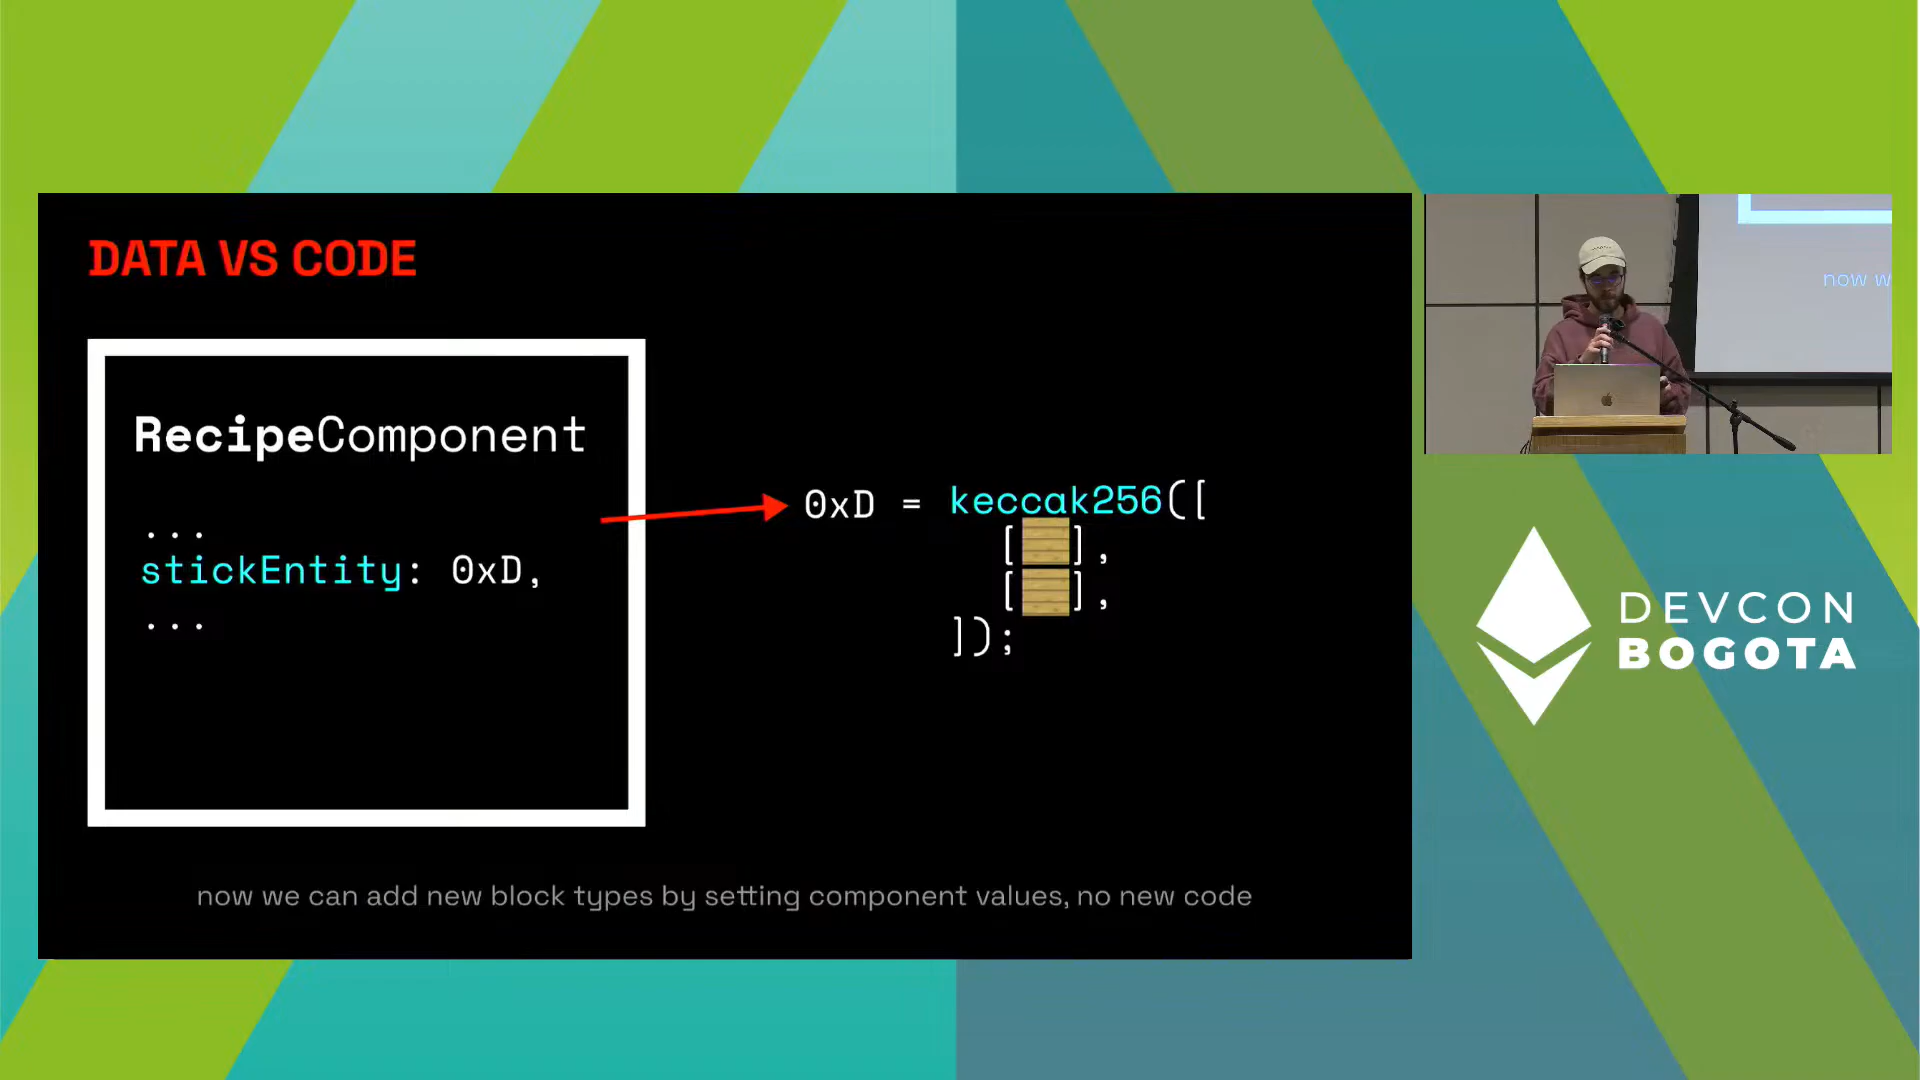 DATA VS CODE
RecipeComponent
...
stickEntity: 0xD,
...
0xD = keccak256([
[ ],
[ ],
]);
now we can add new block types by setting component values, no new code
now w
DEVCON
BOGOTA